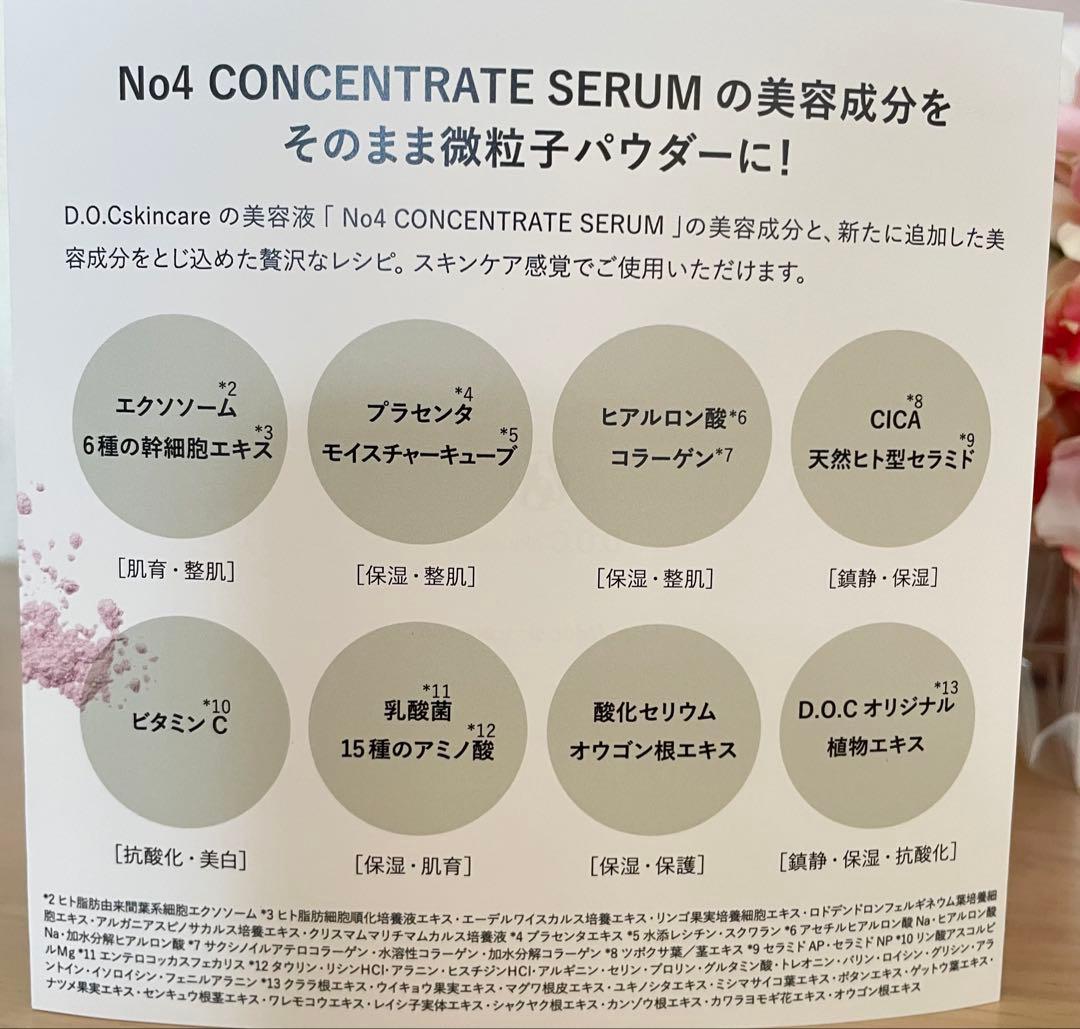 No4 CONCENTRATE SERUM の美容成分を
そのまま微粒子パウダーに!
D.O.Cskincare の美容液「 No4 CONCENTRATE SERUM 」の美容成分と、新たに追加した美
容成分をとじ込めた贅沢なレシピ。スキンケア感覚でご使用いただけます。
エクソソーム*2
6種の幹細胞エキス*3
[肌育・整肌]
プラセンタ*4
モイスチャーキューブ*5
[保湿・整肌]
ヒアルロン酸*6
コラーゲン*7
[保湿・整肌]
CICA*8
天然ヒト型セラミド*9
[鎮静・保湿]
ビタミンC*10
[抗酸化・美白]
乳酸菌*11
15種のアミノ酸*12
[保湿・肌育]
酸化セリウム
オウゴン根エキス
[保湿・保護]
D.O.C オリジナル*13
植物エキス
[鎮静・保湿・抗酸化]
*2 ヒト脂肪由来間葉系細胞エクソソーム *3 ヒト脂肪細胞順化培養液エキス・エーデルワイスカルス培養エキス・リンゴ果実培養細胞エキス・ロドデンドロンフェルギネウム葉培養細
胞エキス・アルガニアスピノサカルス培養エキス・クリスマムマリチマムカルス培養液 *4 プラセンタエキス *5 水添レシチン・スクワラン *6 アセチルヒアルロン酸 Na・ヒアルロン酸
Na・加水分解ヒアルロン酸 *7 サクシノイルアテロコラーゲン・水溶性コラーゲン・加水分解コラーゲン *8 ツボクサ葉/茎エキス *9 セラミド AP・セラミド NP *10 リン酸アスコルビ
ルMg *11 エンテロコッカスフェカリス *12 タウリン・リシンHCl・アラニン・ヒスチジンHCl・アルギニン・セリン・プロリン・グルタミン酸・トレオニン・バリン・ロイシン・グリシン・アラ
ントイン・イソロイシン・フェニルアラニン *13 クララ根エキス・ウイキョウ果実エキス・マグワ根皮エキス・ユキノシタエキス・ミシマサイコ葉エキス・ボタンエキス・ゲットウ葉エキス・
ナツメ果実エキス・センキュウ根茎エキス・ワレモコウエキス・レイシ子実体エキス・シャクヤク根エキス・カンゾウ根エキス・カワラヨモギ花エキス・オウゴン根エキス